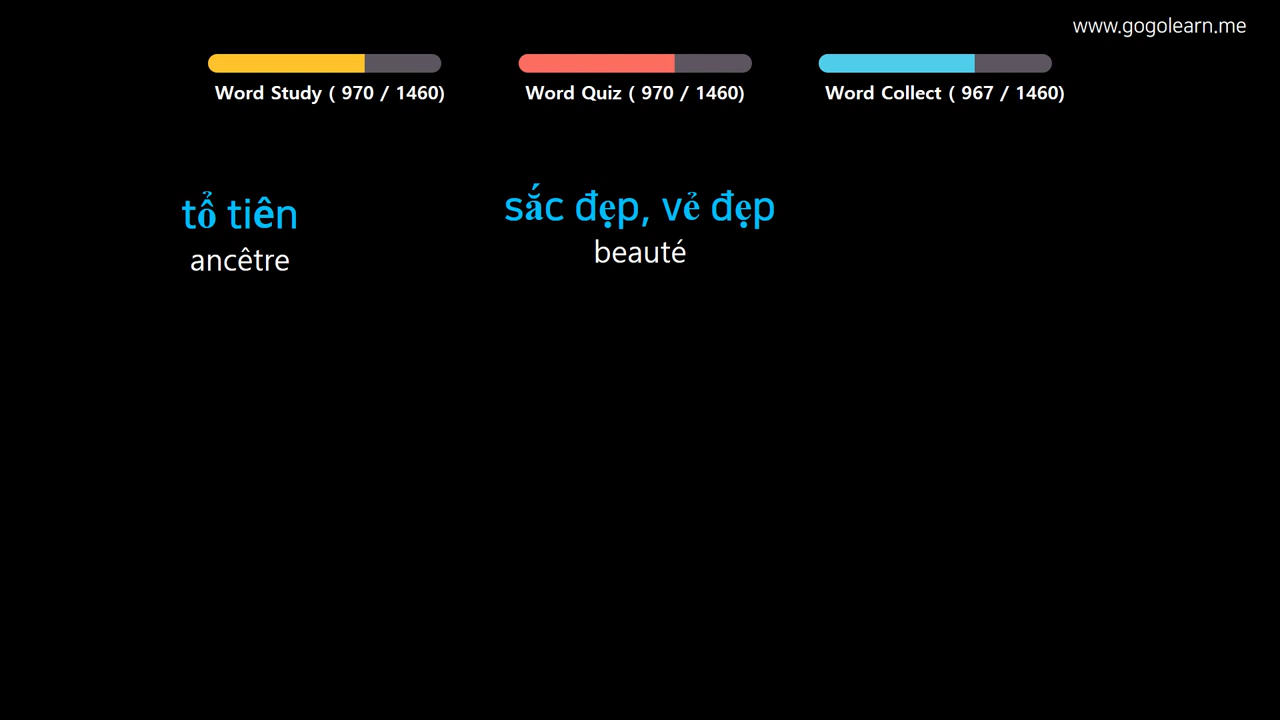 www.gogolearn.me
Word Study ( 970 / 1460)
Word Quiz ( 970 / 1460)
Word Collect ( 967 / 1460)
tổ tiên
ancêtre
sắc đẹp, vẻ đẹp
beauté